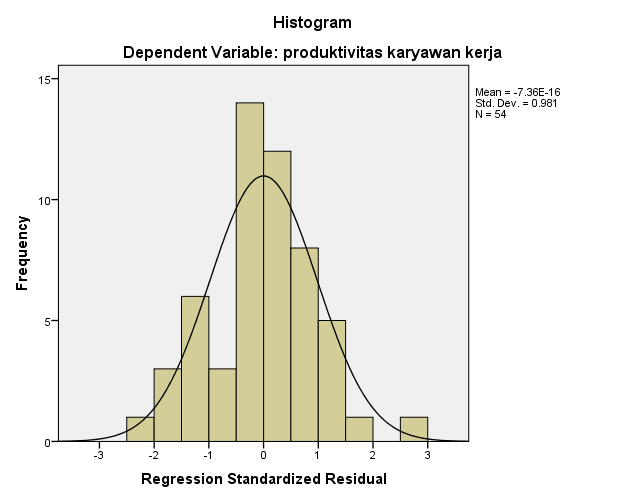 Histogram
Dependent Variable: produktivitas karyawan kerja
Mean = -7.36E-16
Std. Dev. = 0.981
N = 54
Frequency
15
10
5
0
-3 -2 -1 0 1 2 3
Regression Standardized Residual